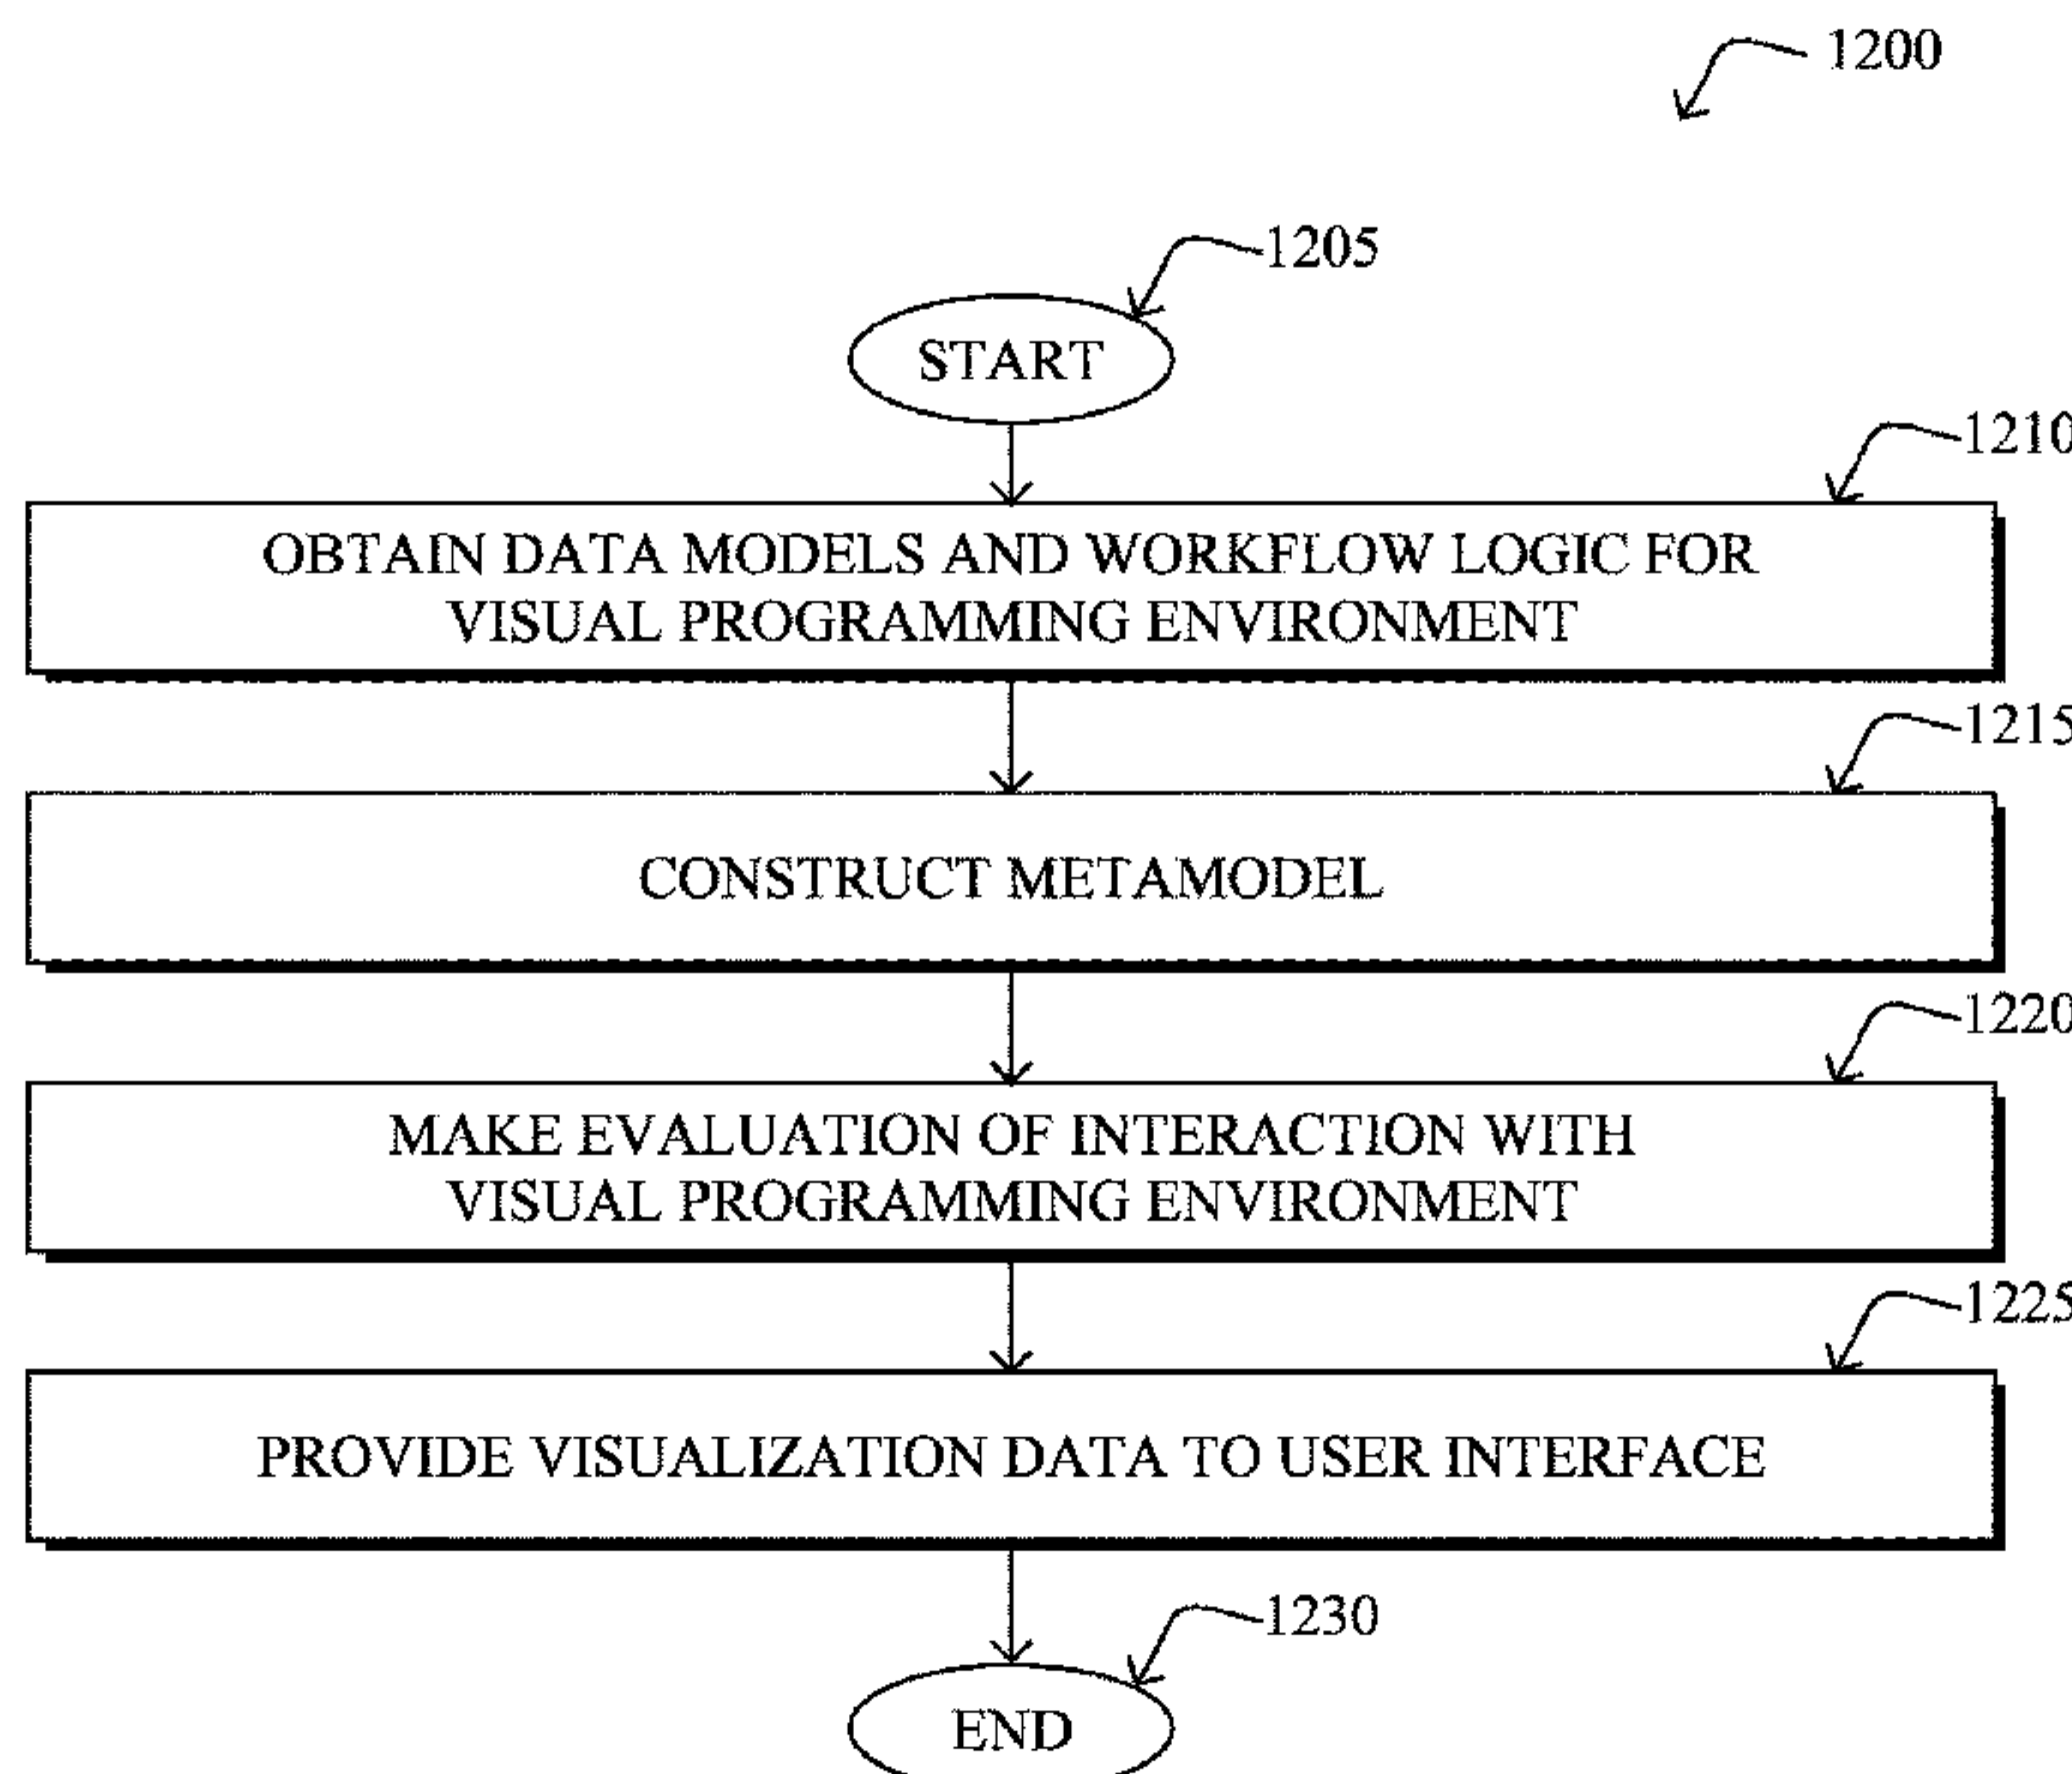 1200
1205
START
1210
OBTAIN DATA MODELS AND WORKFLOW LOGIC FOR
VISUAL PROGRAMMING ENVIRONMENT
1215
CONSTRUCT METAMODEL
1220
MAKE EVALUATION OF INTERACTION WITH
VISUAL PROGRAMMING ENVIRONMENT
1225
PROVIDE VISUALIZATION DATA TO USER INTERFACE
1230
END